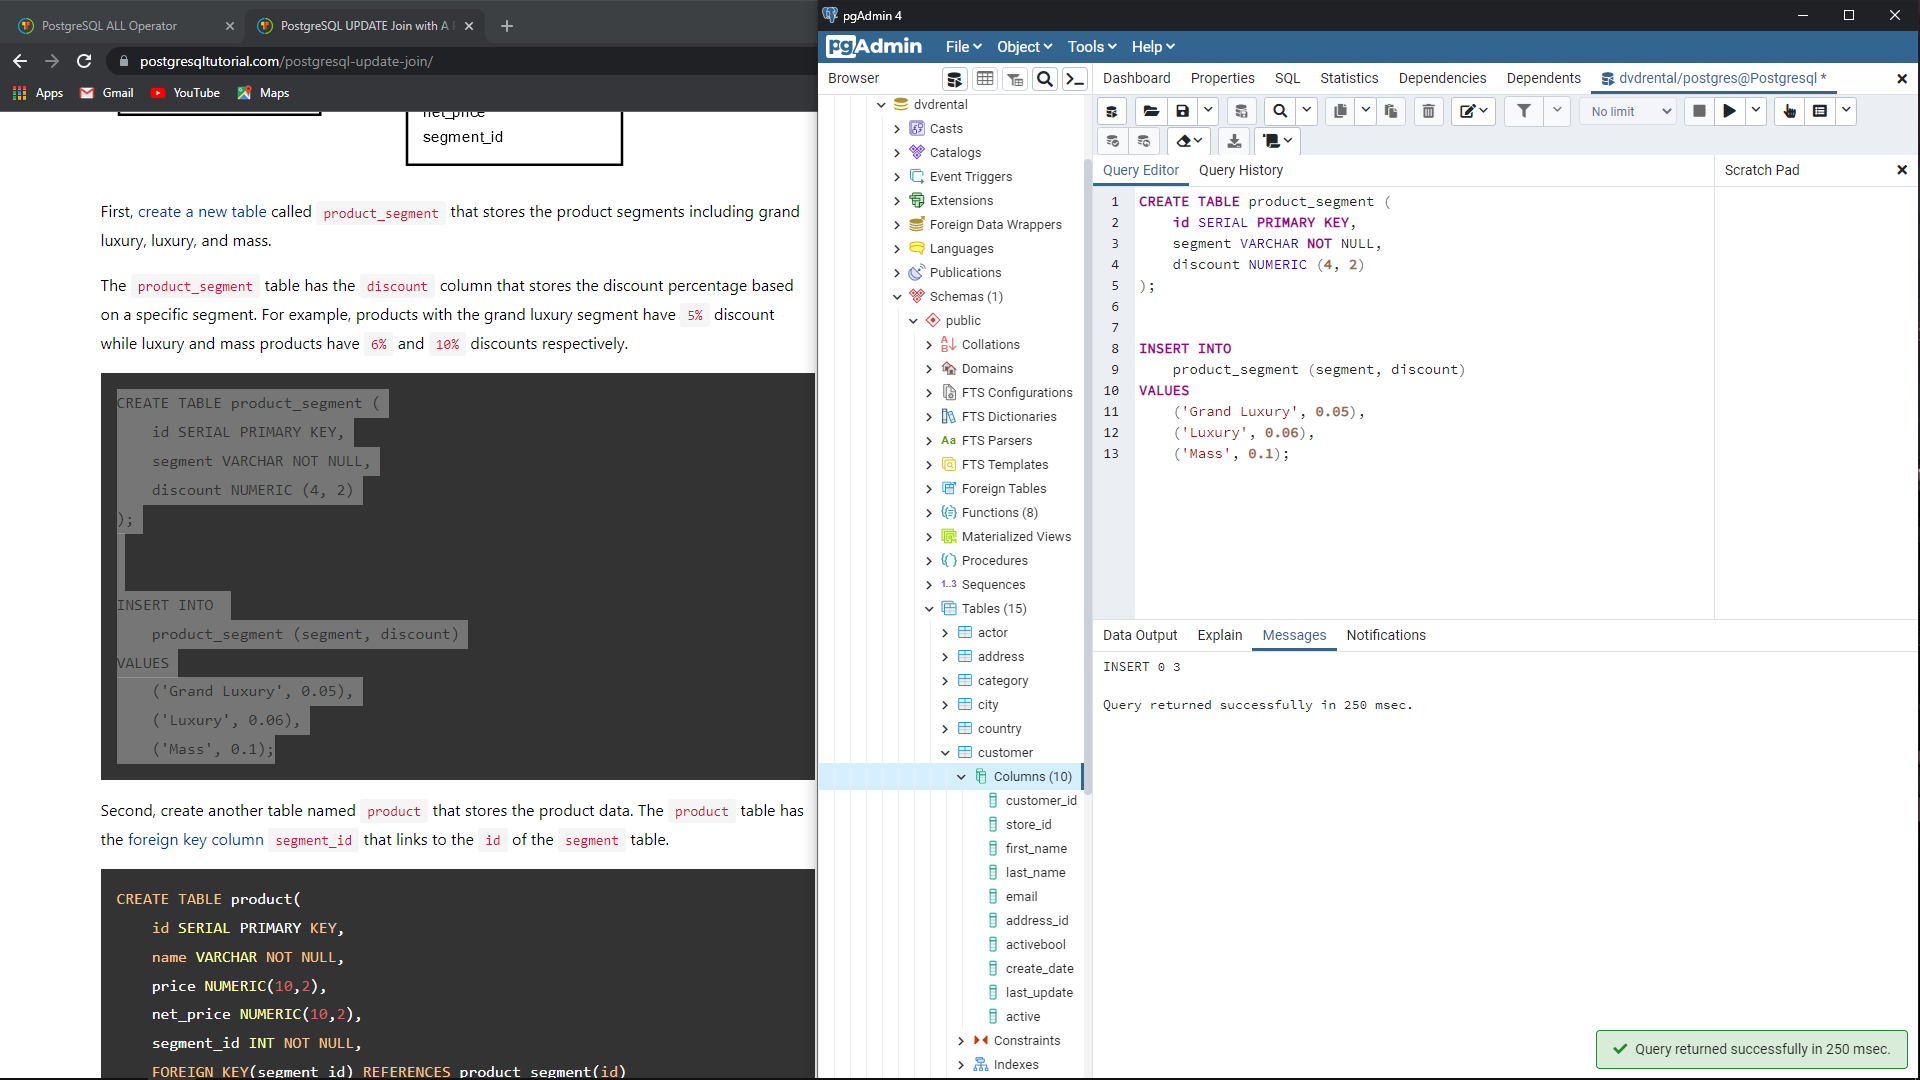 PostgreSQL ALL Operator
PostgreSQL UPDATE Join with A
postgresqltutorial.com/postgresql-update-join/
Apps
Gmail
YouTube
Maps
net_price
segment_id
First, create a new table called product_segment that stores the product segments including grand
luxury, luxury, and mass.
The product_segment table has the discount column that stores the discount percentage based
on a specific segment. For example, products with the grand luxury segment have 5% discount
while luxury and mass products have 6% and 10% discounts respectively.
CREATE TABLE product_segment (
id SERIAL PRIMARY KEY,
segment VARCHAR NOT NULL,
discount NUMERIC (4, 2)
);
INSERT INTO
product_segment (segment, discount)
VALUES
('Grand Luxury', 0.05),
('Luxury', 0.06),
('Mass', 0.1);
Second, create another table named product that stores the product data. The product table has
the foreign key column segment_id that links to the id of the segment table.
CREATE TABLE product(
id SERIAL PRIMARY KEY,
name VARCHAR NOT NULL,
price NUMERIC(10,2),
net_price NUMERIC(10,2),
segment_id INT NOT NULL,
FOREIGN KEY(segment_id) REFERENCES product_segment(id)
pgAdmin 4
pgAdmin
File
Object
Tools
Help
Browser
dvdrental
Casts
Catalogs
Event Triggers
Extensions
Foreign Data Wrappers
Languages
Publications
Schemas (1)
public
Collations
Domains
FTS Configurations
FTS Dictionaries
Aa FTS Parsers
FTS Templates
Foreign Tables
Functions (8)
Materialized Views
Procedures
1..3 Sequences
Tables (15)
actor
address
category
city
country
customer
Columns (10)
customer_id
store_id
first_name
last_name
email
address_id
activebool
create_date
last_update
active
Constraints
Indexes
Dashboard
Properties
SQL
Statistics
Dependencies
Dependents
dvdrental/postgres@Postgresql *
No limit
Query Editor
Query History
Scratch Pad
1 CREATE TABLE product_segment (
2 id SERIAL PRIMARY KEY,
3 segment VARCHAR NOT NULL,
4 discount NUMERIC (4, 2)
5 );
6
7
8 INSERT INTO
9 product_segment (segment, discount)
10 VALUES
11 ('Grand Luxury', 0.05),
12 ('Luxury', 0.06),
13 ('Mass', 0.1);
Data Output
Explain
Messages
Notifications
INSERT 0 3
Query returned successfully in 250 msec.
Query returned successfully in 250 msec.